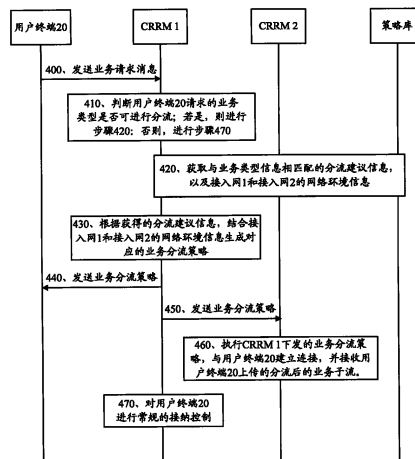 用户终端20
CRRM 1
CRRM 2
策略库
400、发送业务请求消息
410、判断用户终端20请求的业务
类型是否可进行分流；若是，则进行
步骤420；否则，进行步骤470
420、获取与业务类型信息相匹配的分流建议信息，
以及接入网1和接入网2的网络环境信息
430、根据获得的分流建议信息，结合接
入网1和接入网2的网络环境信息生成对
应的业务分流策略
440、发送业务分流策略
450、发送业务分流策略
460、执行CRRM 1下发的业务分流策
略，与用户终端20建立连接，并接收用
户终端20上传的分流后的业务子流。
470、对用户终端20
进行常规的接纳控制